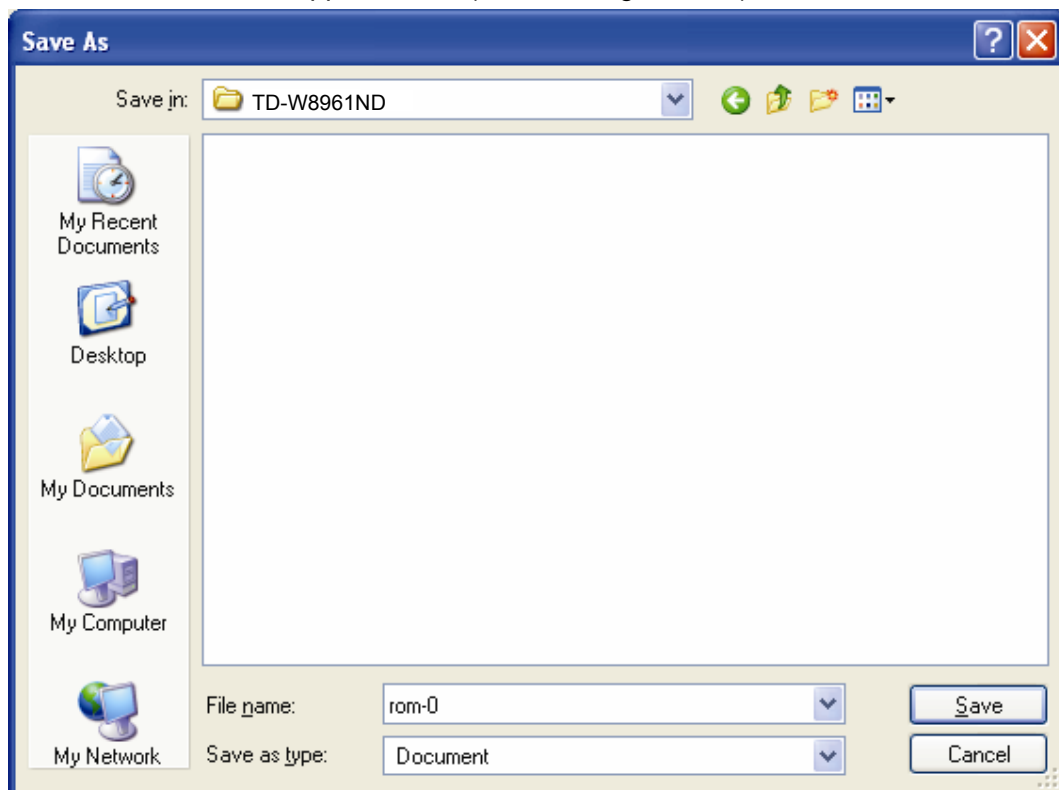 Save As
Save in:
TD-W8961ND
My Recent
Documents
Desktop
My Documents
My Computer
My Network
File name:
rom-0
Save
Save as type:
Document
Cancel